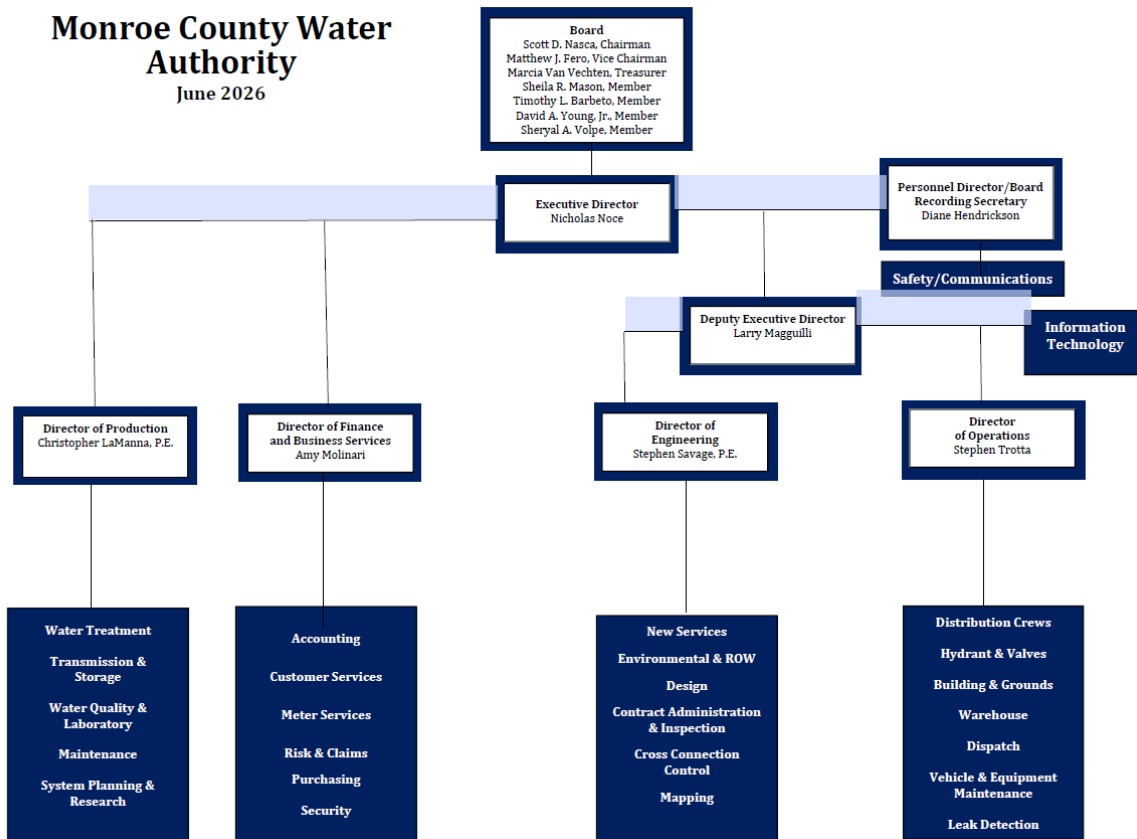 Monroe County Water
Authority
June 2026
Board
Scott D. Nasca, Chairman
Matthew J. Fero, Vice Chairman
Marcia Van Vechten, Treasurer
Sheila R. Mason, Member
Timothy L. Barbeto, Member
David A. Young, Jr., Member
Sheryal A. Volpe, Member
Executive Director
Nicholas Noce
Personnel Director/Board
Recording Secretary
Diane Hendrickson
Safety/Communications
Deputy Executive Director
Larry Magguilli
Information
Technology
Director of Production
Christopher LaManna, P.E.
Director of Finance
and Business Services
Amy Molinari
Director of
Engineering
Stephen Savage, P.E.
Director
of Operations
Stephen Trotta
Water Treatment
Transmission &
Storage
Water Quality &
Laboratory
Maintenance
System Planning &
Research
Accounting
Customer Services
Meter Services
Risk & Claims
Purchasing
Security
New Services
Environmental & ROW
Design
Contract Administration
& Inspection
Cross Connection
Control
Mapping
Distribution Crews
Hydrant & Valves
Building & Grounds
Warehouse
Dispatch
Vehicle & Equipment
Maintenance
Leak Detection